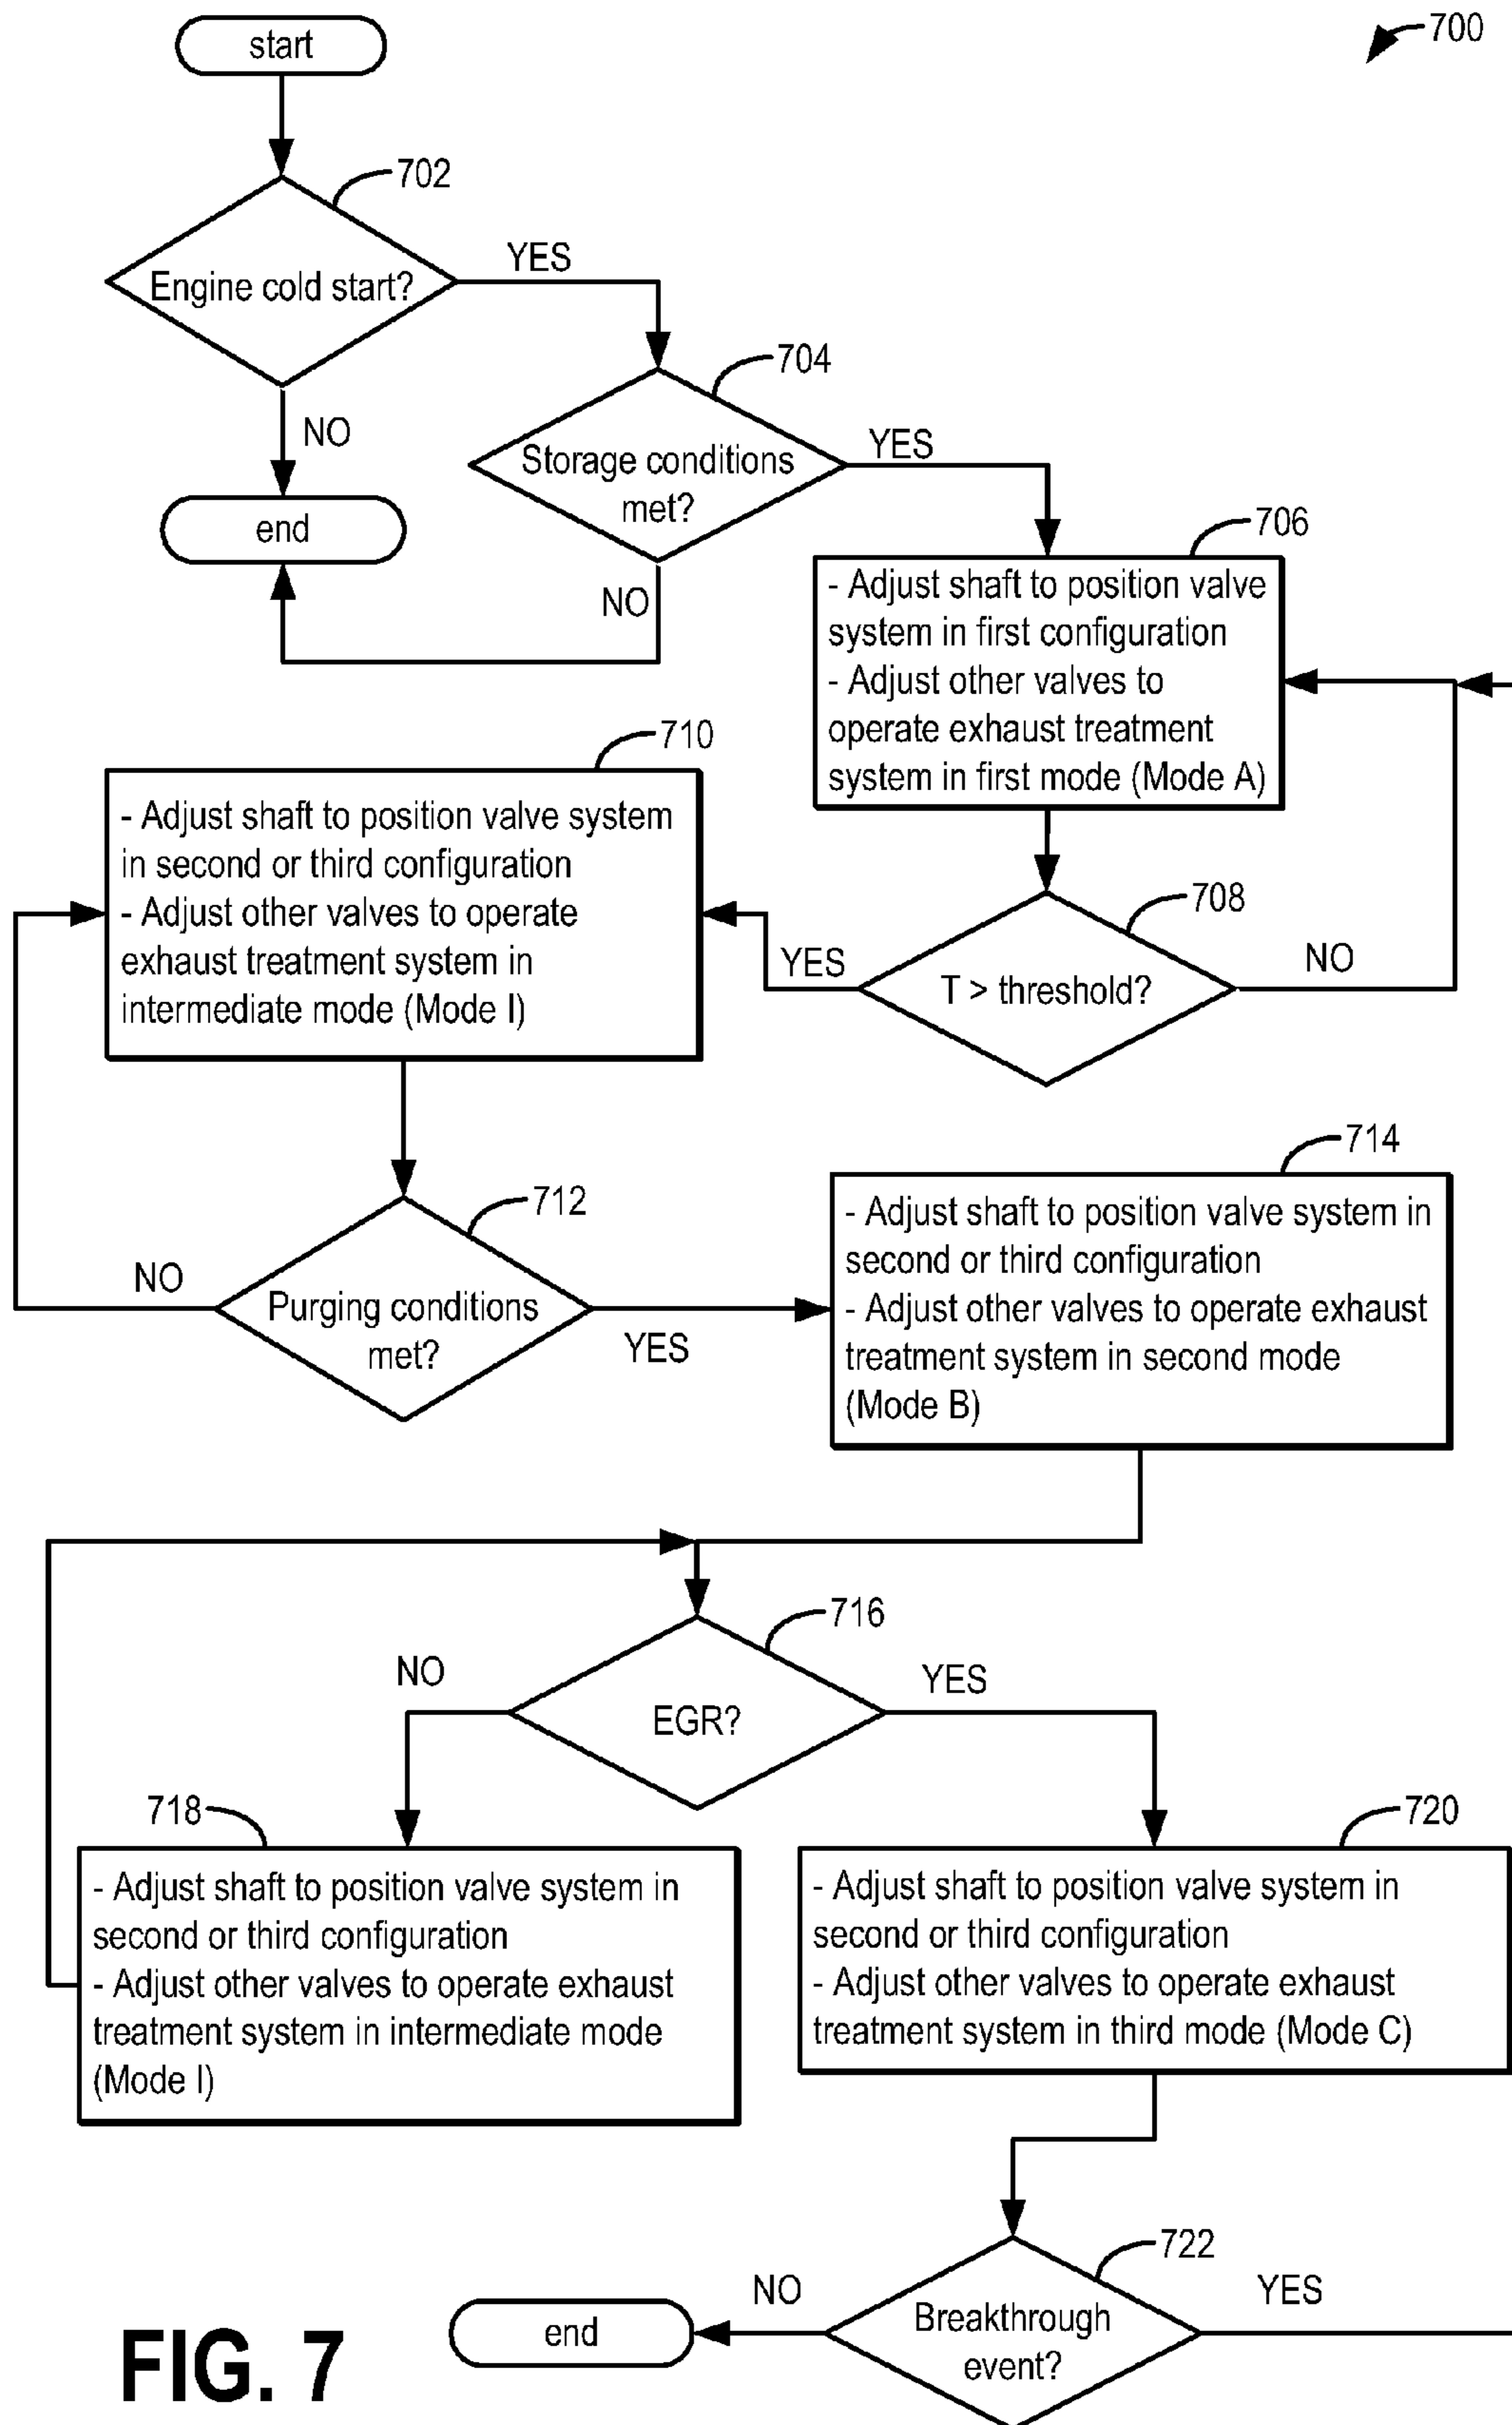 start
700
702
Engine cold start?
YES
NO
704
Storage conditions
met?
YES
NO
end
706
- Adjust shaft to position valve
system in first configuration
- Adjust other valves to
operate exhaust treatment
system in first mode (Mode A)
708
T > threshold?
YES
NO
710
- Adjust shaft to position valve system
in second or third configuration
- Adjust other valves to operate
exhaust treatment system in
intermediate mode (Mode I)
712
Purging conditions
met?
NO
YES
714
- Adjust shaft to position valve system in
second or third configuration
- Adjust other valves to operate exhaust
treatment system in second mode
(Mode B)
716
EGR?
NO
YES
718
- Adjust shaft to position valve system in
second or third configuration
- Adjust other valves to operate exhaust
treatment system in intermediate mode
(Mode I)
720
- Adjust shaft to position valve system in
second or third configuration
- Adjust other valves to operate exhaust
treatment system in third mode (Mode C)
722
Breakthrough
event?
NO
YES
end
FIG. 7